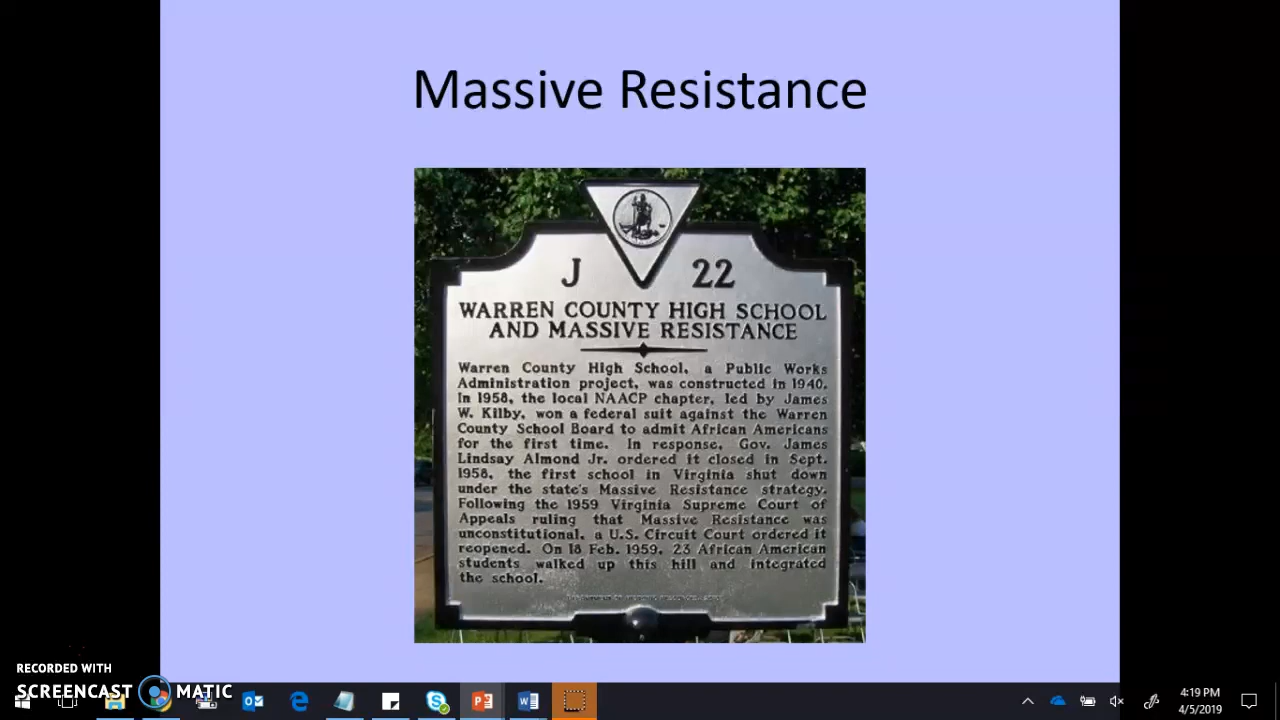 Massive Resistance
J 22
WARREN COUNTY HIGH SCHOOL
AND MASSIVE RESISTANCE
Warren County High School, a Public Works
Administration project, was constructed in 1940.
In 1958, the local NAACP chapter, led by James
W. Kilby, won a federal suit against the Warren
County School Board to admit African Americans
for the first time. In response, Gov. James
Lindsay Almond Jr. ordered it closed in Sept.
1958, the first school in Virginia shut down
under the state's Massive Resistance strategy.
Following the 1959 Virginia Supreme Court of
Appeals ruling that Massive Resistance was
unconstitutional, a U.S. Circuit Court ordered it
reopened. On 18 Feb. 1959, 23 African American
students walked up this hill and integrated
the school.
RECORDED WITH
SCREENCAST MATIC
4:19 PM
4/5/2019